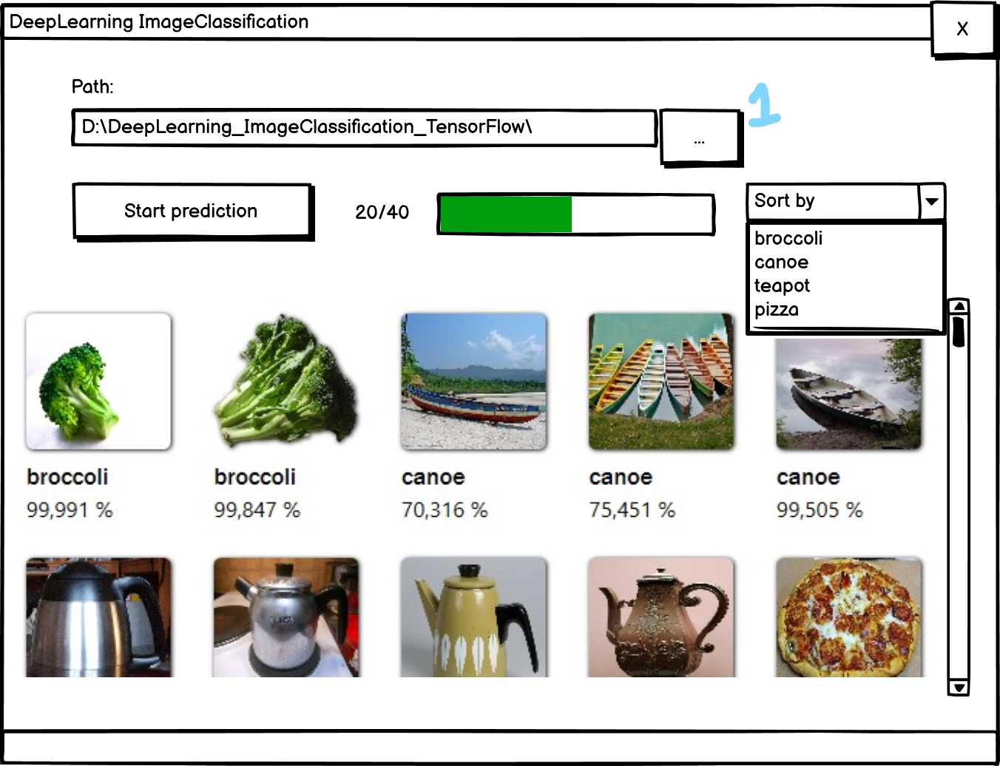 DeepLearning ImageClassification
X
Path:
D:\DeepLearning_ImageClassification_TensorFlow\
...
1
Start prediction
20/40
Sort by
broccoli
canoe
teapot
pizza
broccoli broccoli canoe canoe canoe
99,991 % 99,847 % 70,316 % 75,451 % 99,505 %